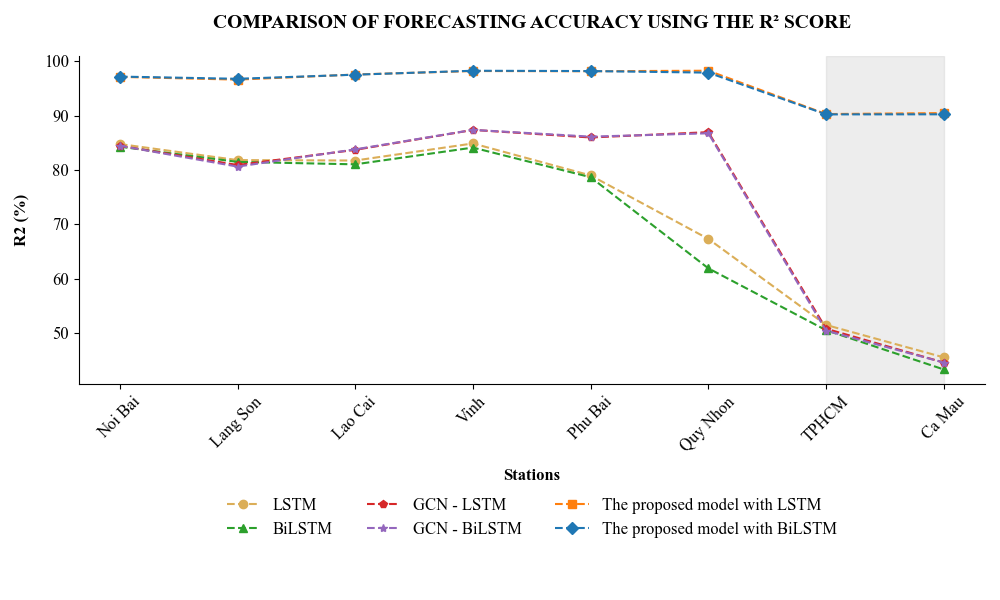 COMPARISON OF FORECASTING ACCURACY USING THE R² SCORE
R2 (%)
100
90
80
70
60
50
Noi Bai
Lang Son
Lao Cai
Vinh
Phu Bai
Quy Nhon
TPHCM
Ca Mau
Stations
LSTM
GCN - LSTM
The proposed model with LSTM
BiLSTM
GCN - BiLSTM
The proposed model with BiLSTM